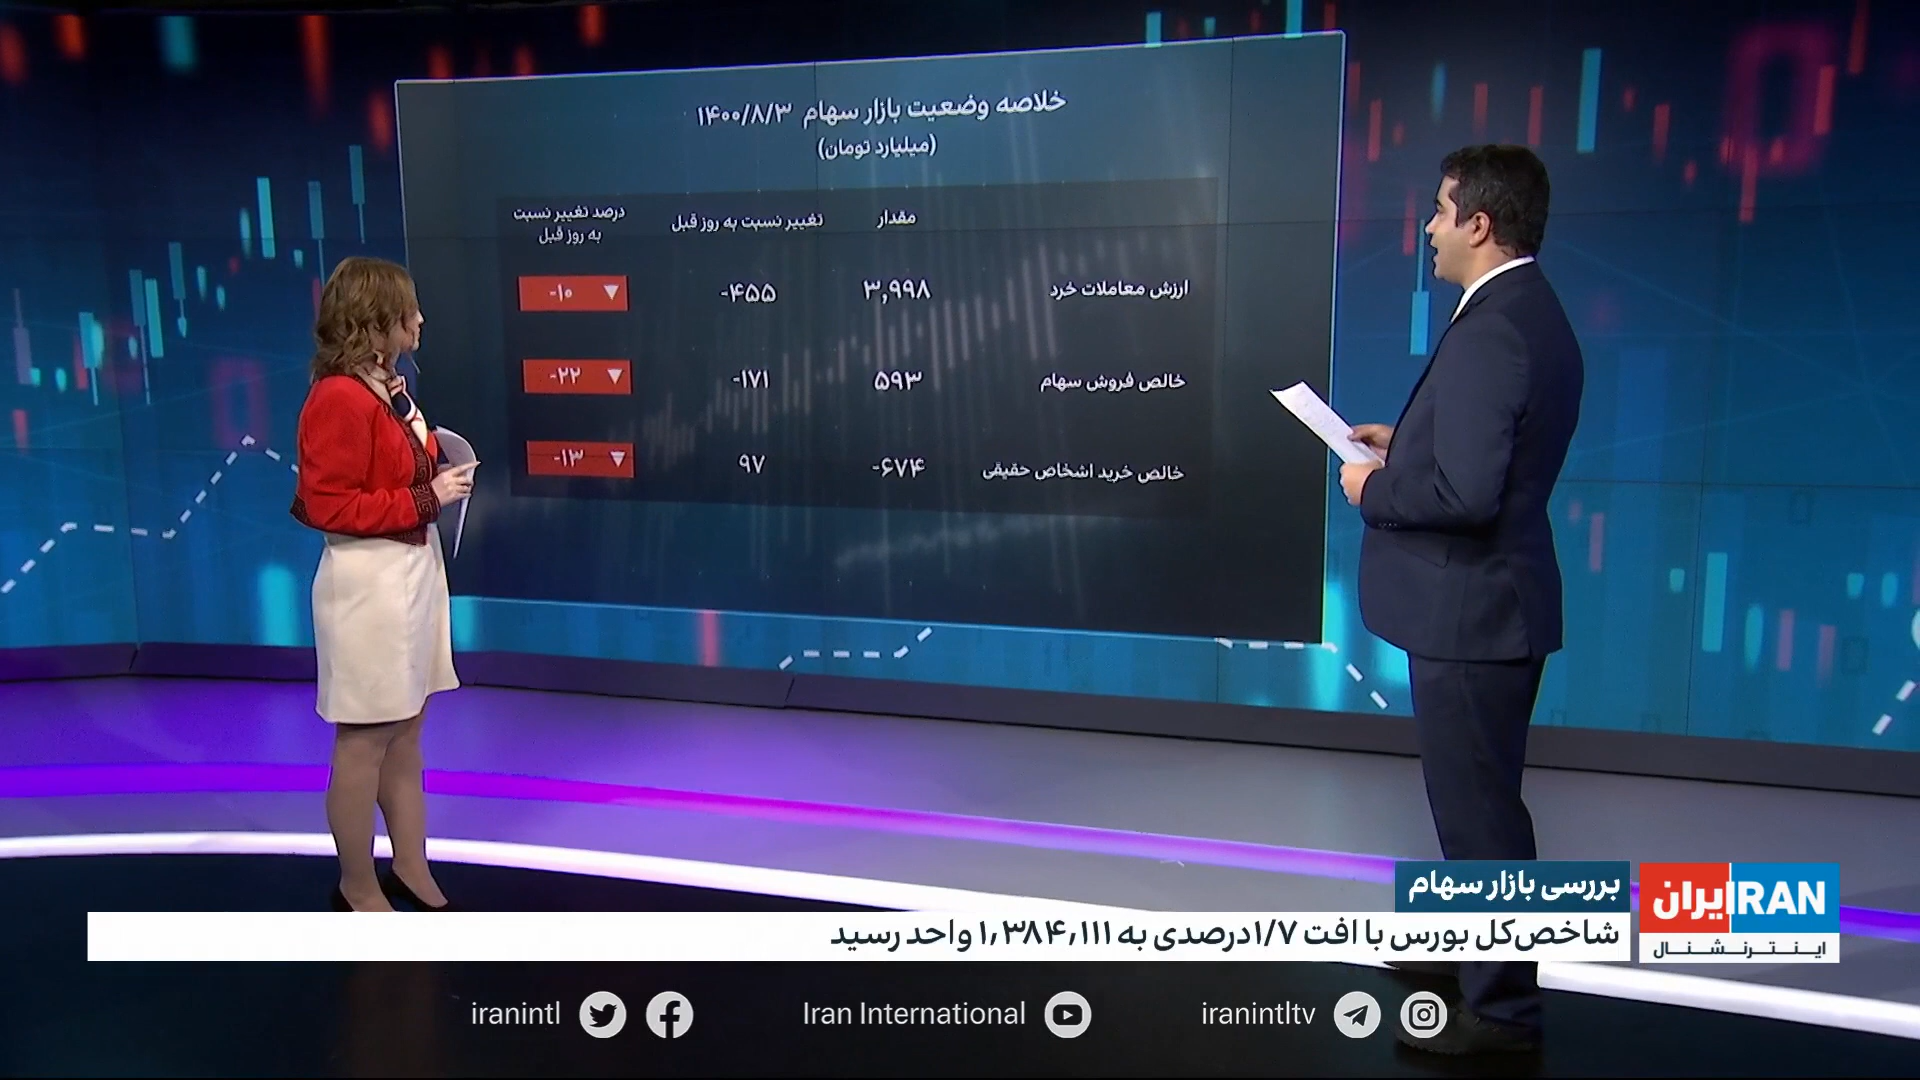 خلاصه وضعیت بازار سهام ۱۴۰۰/۸/۳
(میلیارد تومان)
مقدار تغییر نسبت به روز قبل درصد تغییر نسبت
به روز قبل
ارزش معاملات خرد ۳,۹۹۸ -۴۵۵ ▼ -۱۰
خالص فروش سهام ۵۹۳ -۱۷۱ ▼ -۲۲
خالص خرید اشخاص حقیقی -۶۷۴ ۹۷ ▼ -۱۳
بررسی بازار سهام
شاخص‌کل بورس با افت ۱/۷درصدی به ۱,۳۸۴,۱۱۱ واحد رسید
ایران IRAN
اینترنشنال
iranintl Iran International iranintltv